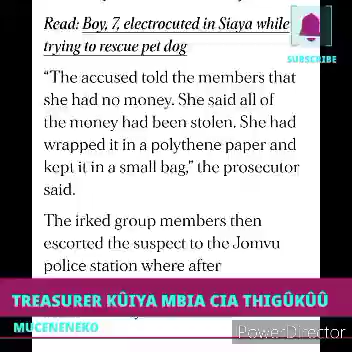 Read: Boy, 7, electrocuted in Siaya while
trying to rescue pet dog
SUBSCRIBE
“The accused told the members that
she had no money. She said all of
the money had been stolen. She had
wrapped it in a polythene paper and
kept it in a small bag,” the prosecutor
said.
The irked group members then
escorted the suspect to the Jomvu
police station where after
TREASURER KŨIYA MBIA CIA THIGŨKŨŨ
MUCENENEKO
PowerDirector